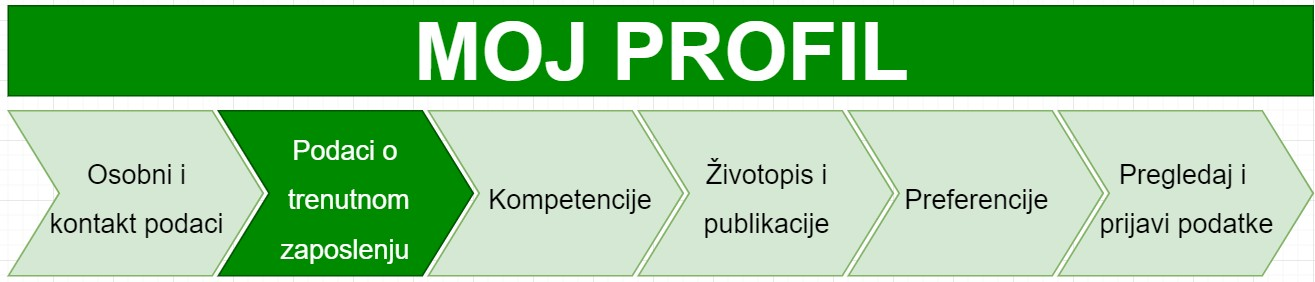 MOJ PROFIL
Osobni i
kontakt podaci
Podaci o
trenutnom
zaposlenju
Kompetencije
Životopis i
publikacije
Preferencije
Pregledaj i
prijavi podatke